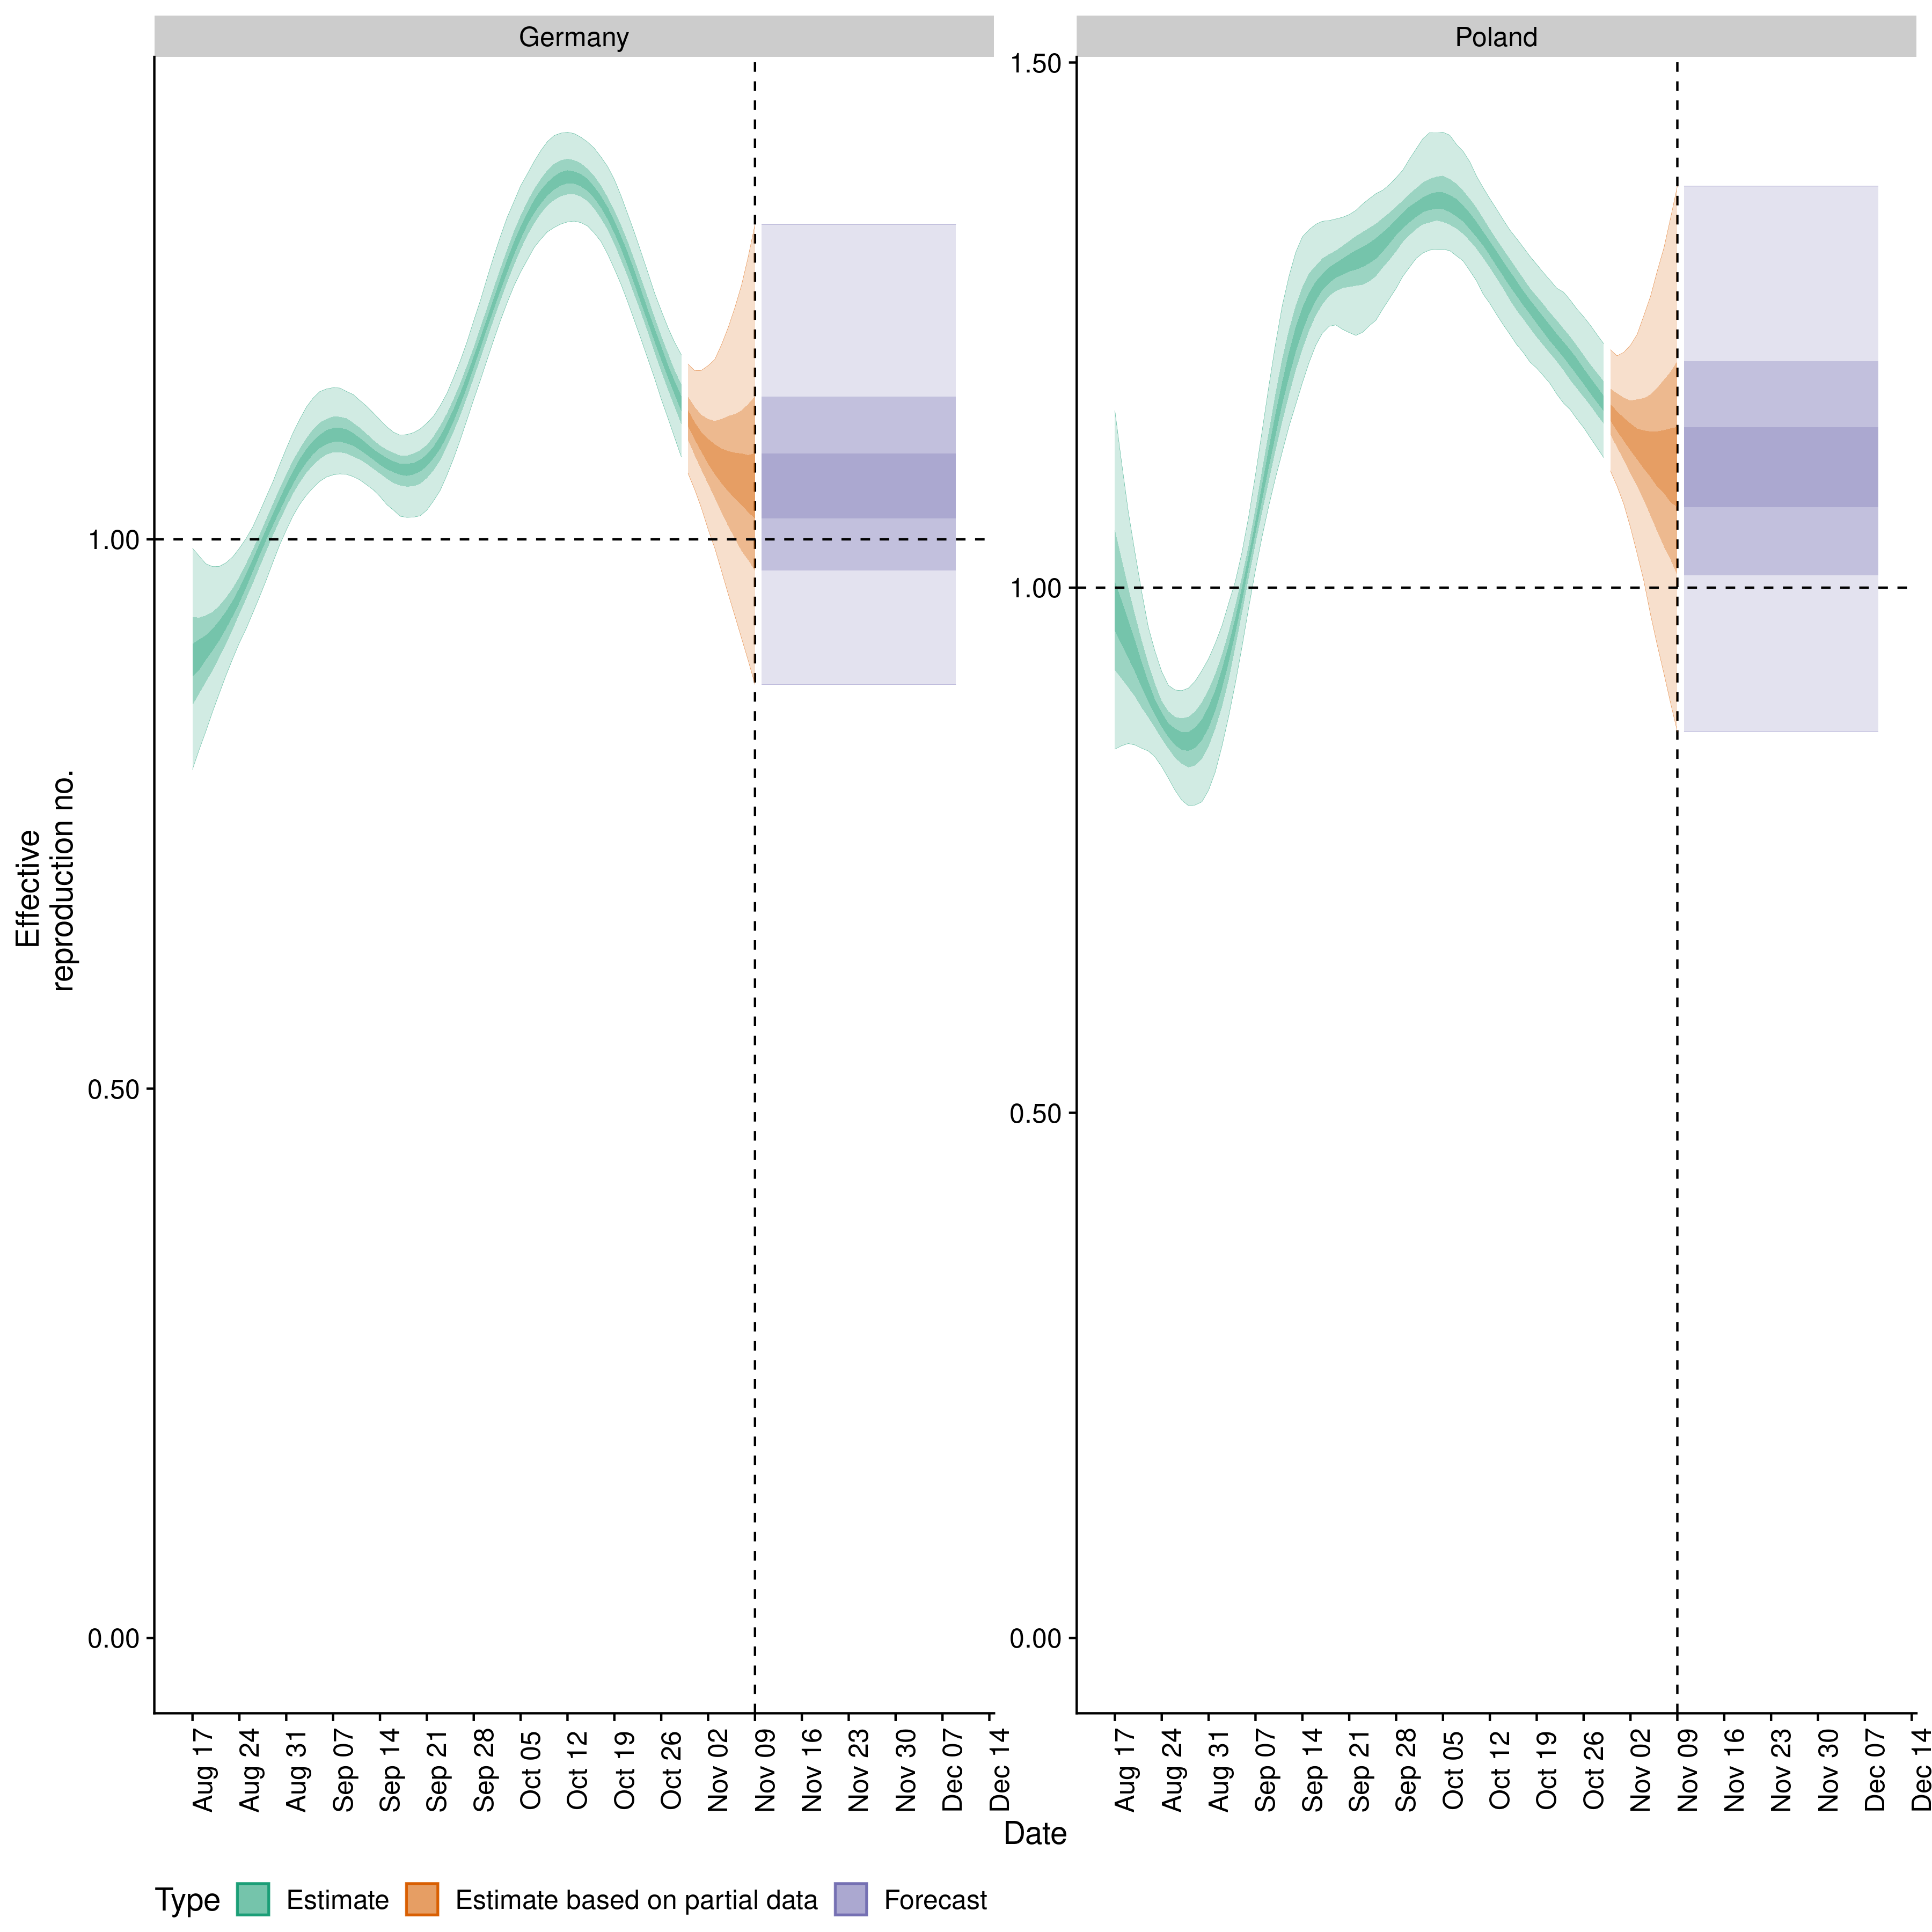 Germany
Poland
Effective
reproduction no.
1.00
0.50
0.00
1.50
1.00
0.50
0.00
Aug 17
Aug 24
Aug 31
Sep 07
Sep 14
Sep 21
Sep 28
Oct 05
Oct 12
Oct 19
Oct 26
Nov 02
Nov 09
Nov 16
Nov 23
Nov 30
Dec 07
Dec 14
Aug 17
Aug 24
Aug 31
Sep 07
Sep 14
Sep 21
Sep 28
Oct 05
Oct 12
Oct 19
Oct 26
Nov 02
Nov 09
Nov 16
Nov 23
Nov 30
Dec 07
Dec 14
Date
Type Estimate Estimate based on partial data Forecast